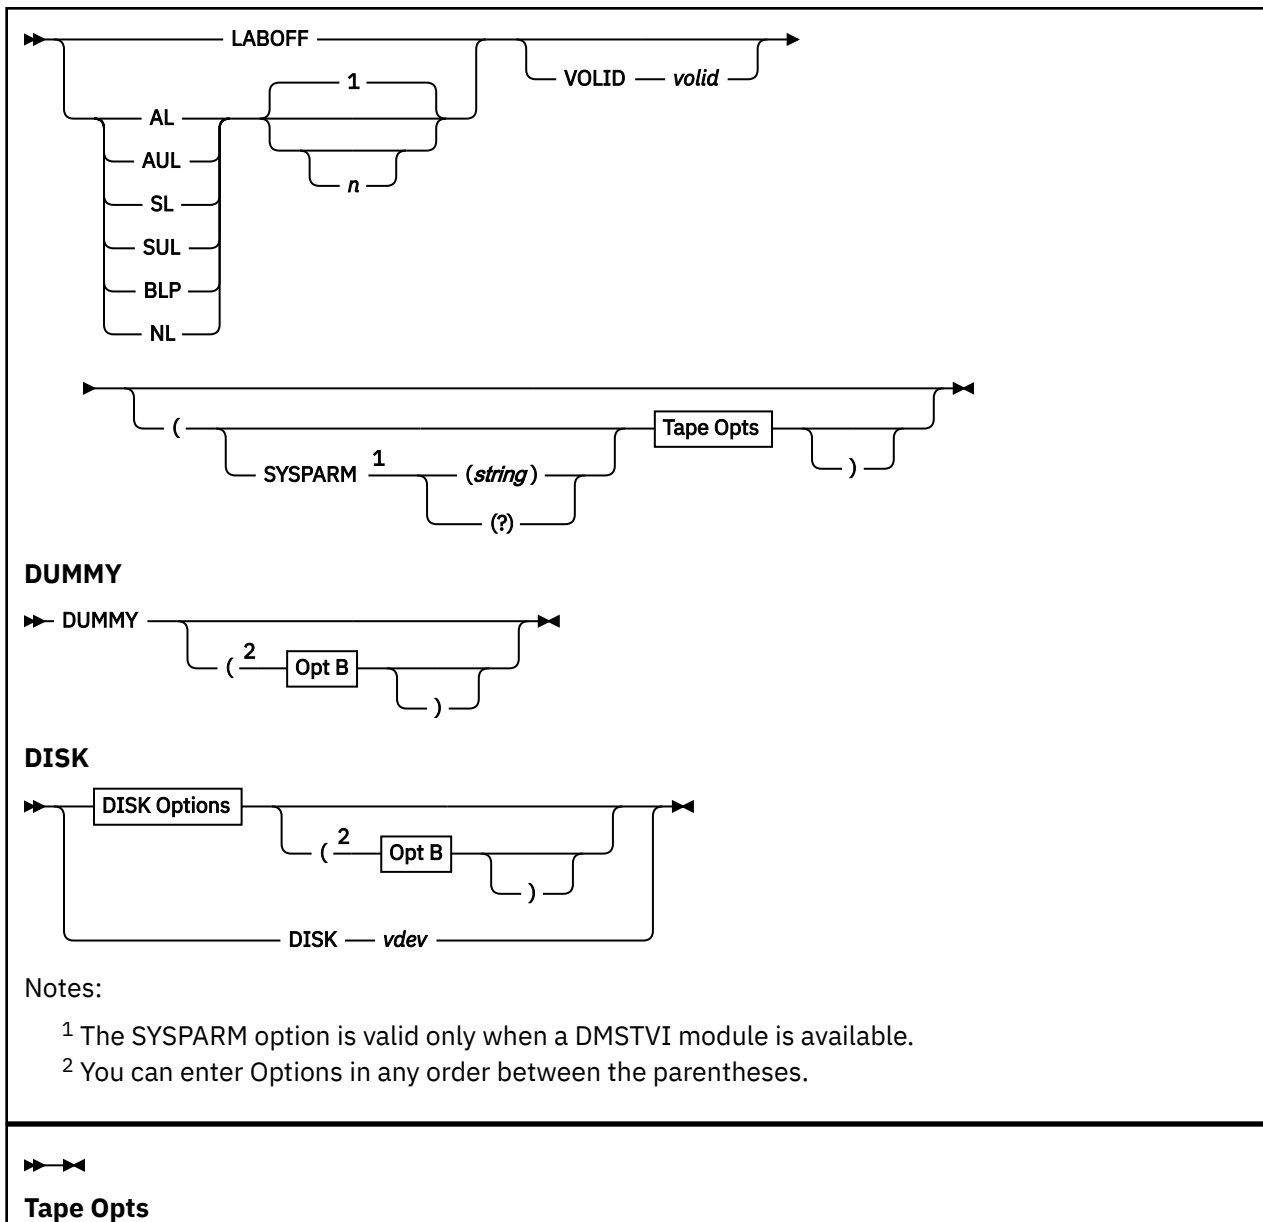 LABOFF
VOLID volid
1
AL
AUL
n
SL
SUL
BLP
NL
( Tape Opts
SYSPARM 1 (string) )
(?)
DUMMY
DUMMY
( 2 Opt B
)
DISK
DISK Options
( 2 Opt B
)
DISK vdev
Notes:
1 The SYSPARM option is valid only when a DMSTVI module is available.
2 You can enter Options in any order between the parentheses.
Tape Opts